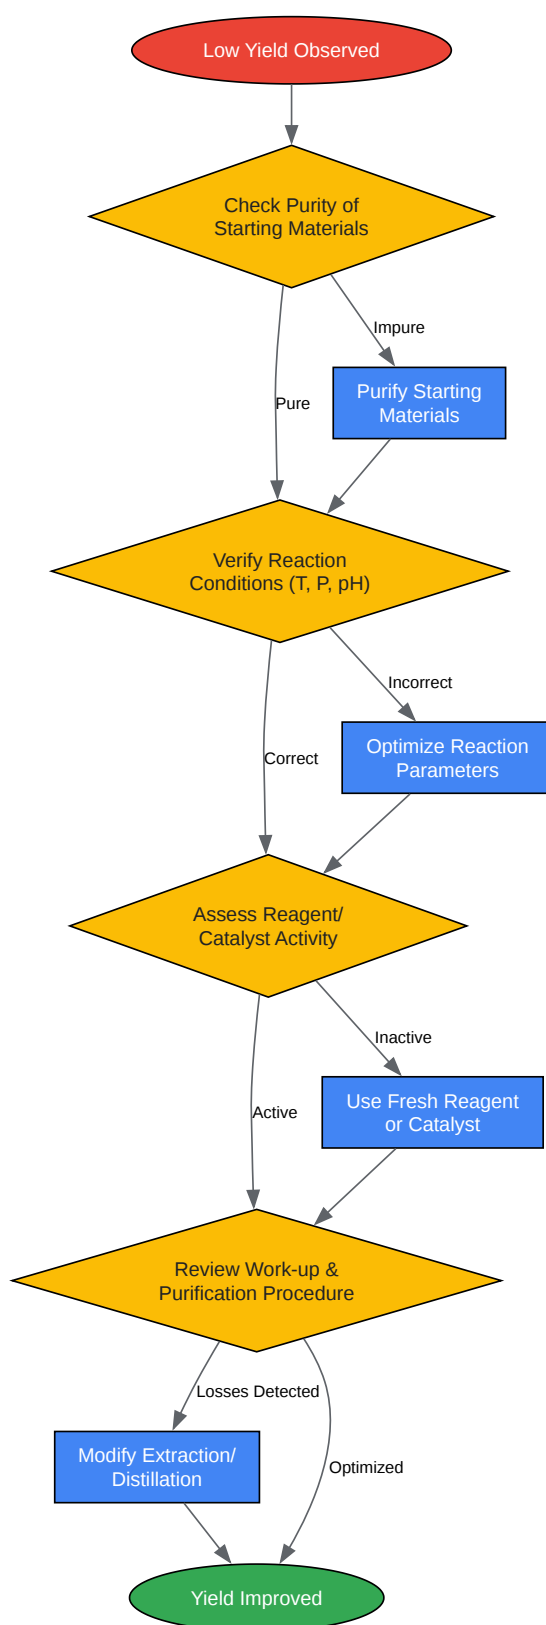 Low Yield Observed
Check Purity of
Starting Materials
Impure
Purify Starting
Materials
Pure
Verify Reaction
Conditions (T, P, pH)
Incorrect
Optimize Reaction
Parameters
Correct
Assess Reagent/
Catalyst Activity
Inactive
Use Fresh Reagent
or Catalyst
Active
Review Work-up &
Purification Procedure
Losses Detected
Modify Extraction/
Distillation
Optimized
Yield Improved